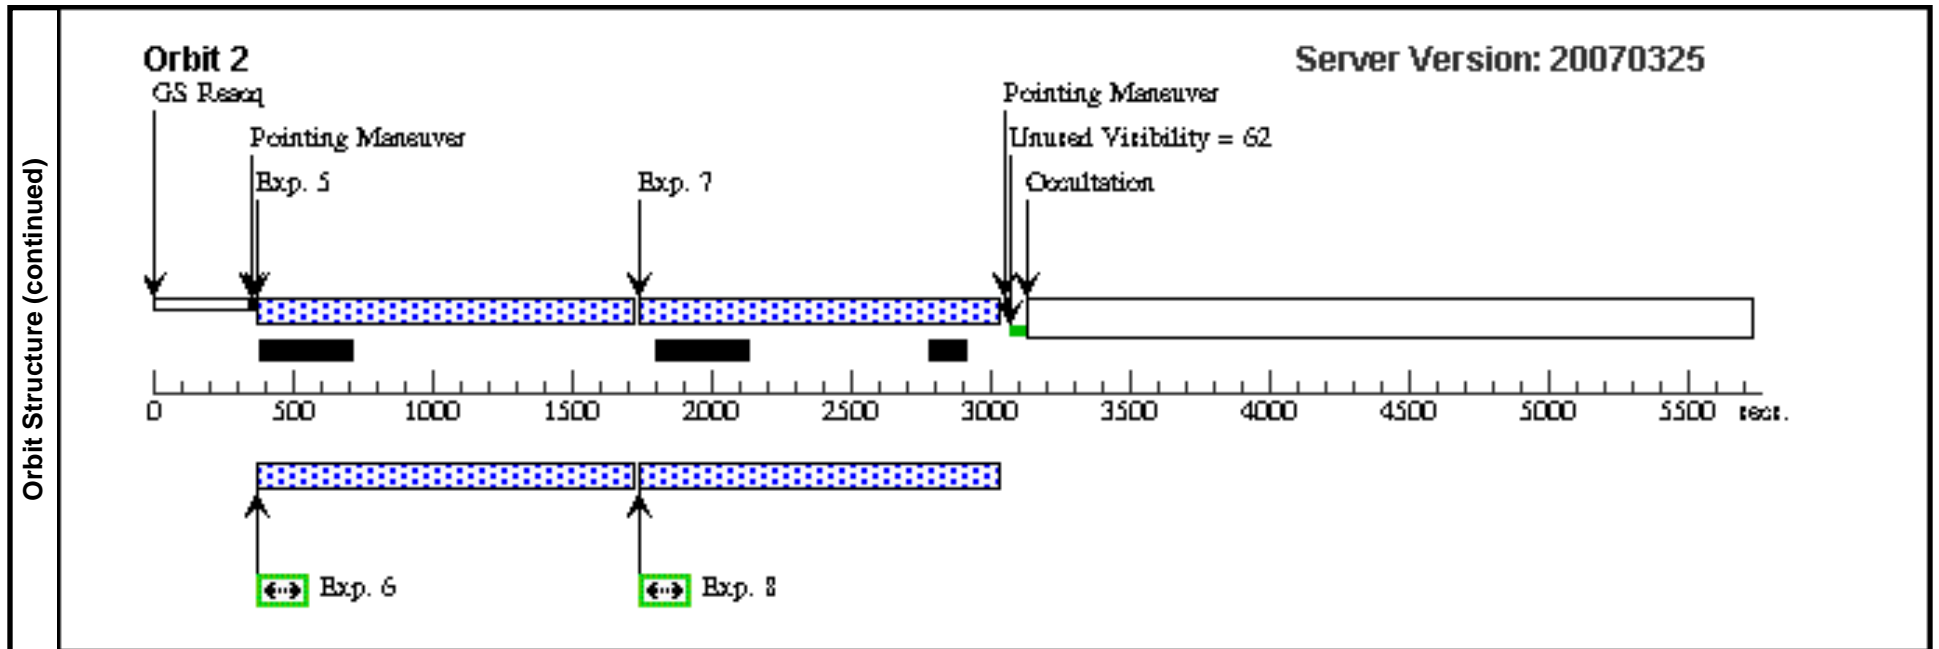 Orbit Structure (continued)
Orbit 2
Server Version: 20070325
GS Reacq
Pointing Maneuver
Pointing Maneuver
Unused Visibility = 62
Exp. 5
Exp. 7
Occultation
0 500 1000 1500 2000 2500 3000 3500 4000 4500 5000 5500 secs.
Exp. 6
Exp. 8